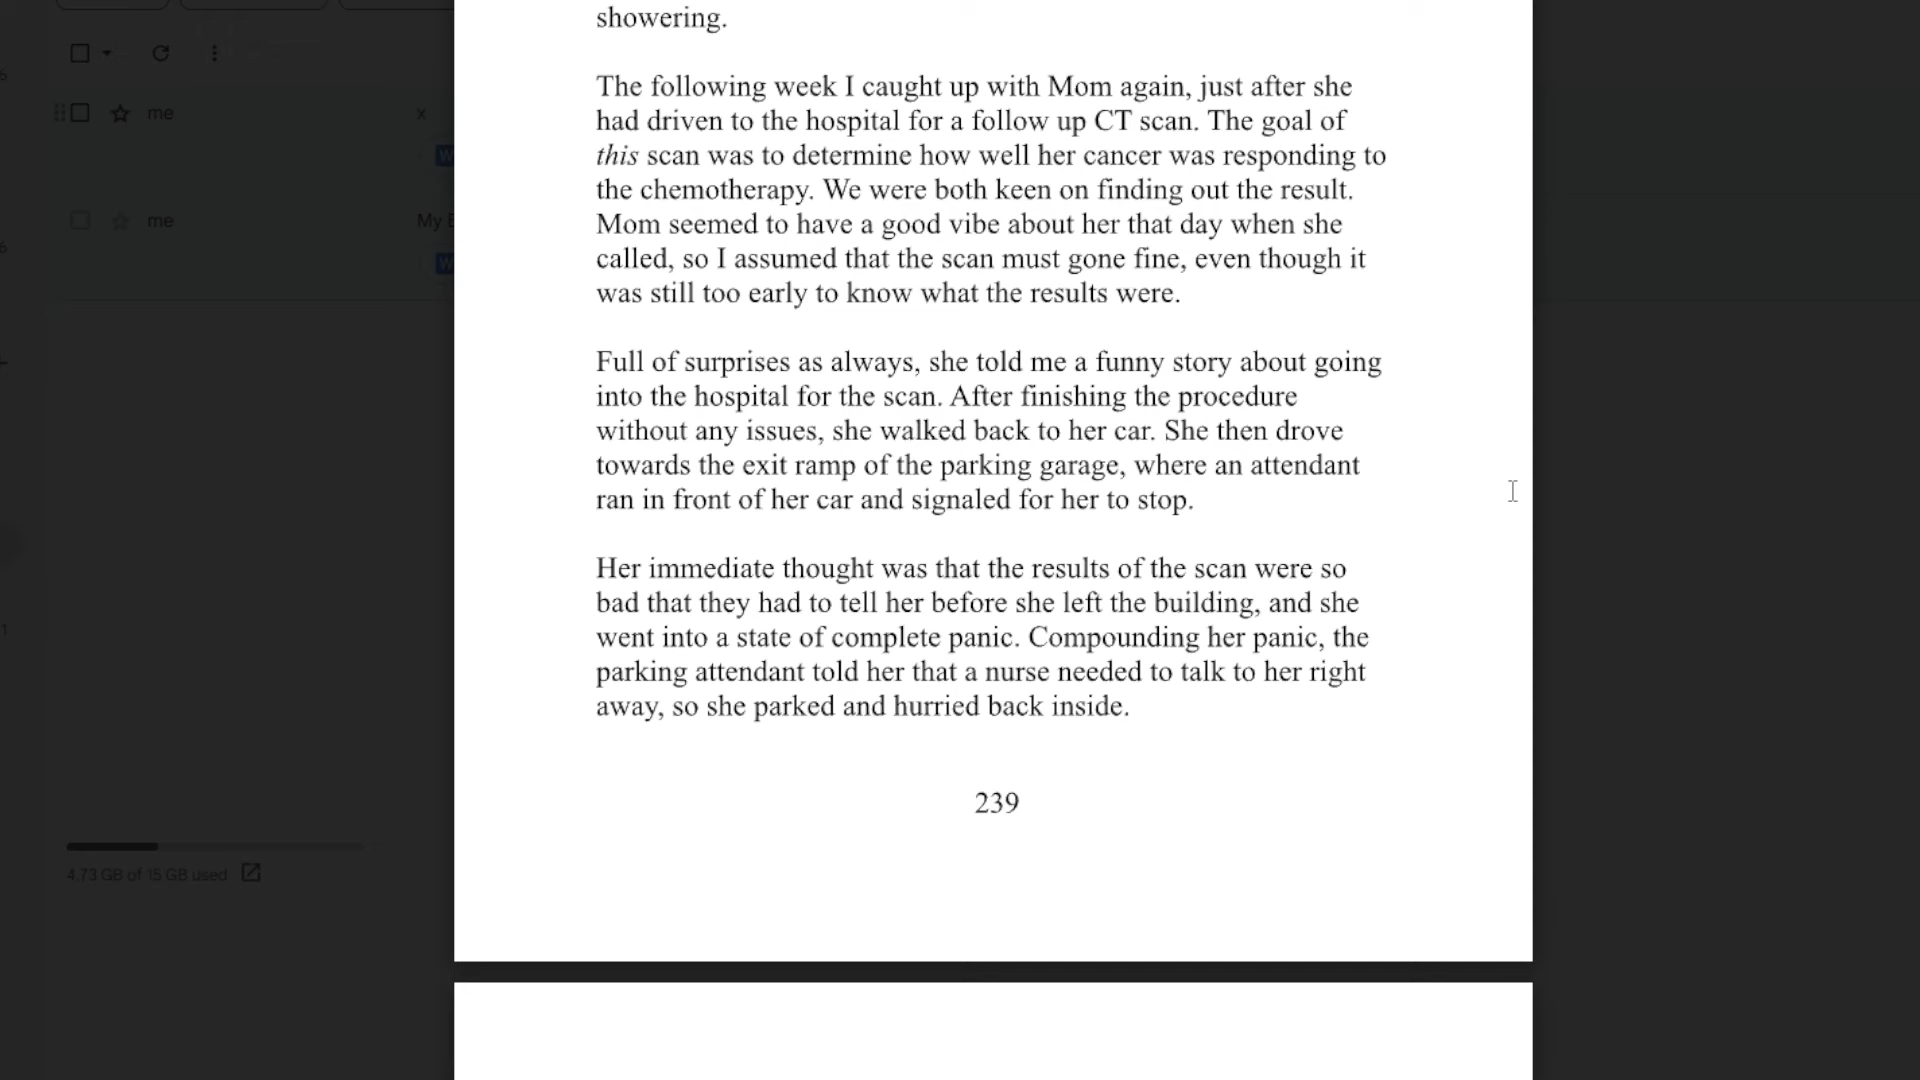 showering.
me
x
The following week I caught up with Mom again, just after she
had driven to the hospital for a follow up CT scan. The goal of
this scan was to determine how well her cancer was responding to
the chemotherapy. We were both keen on finding out the result.
Mom seemed to have a good vibe about her that day when she
called, so I assumed that the scan must gone fine, even though it
was still too early to know what the results were.
me
My
Full of surprises as always, she told me a funny story about going
into the hospital for the scan. After finishing the procedure
without any issues, she walked back to her car. She then drove
towards the exit ramp of the parking garage, where an attendant
ran in front of her car and signaled for her to stop.
Her immediate thought was that the results of the scan were so
bad that they had to tell her before she left the building, and she
went into a state of complete panic. Compounding her panic, the
parking attendant told her that a nurse needed to talk to her right
away, so she parked and hurried back inside.
239
4.73 GB of 15 GB used